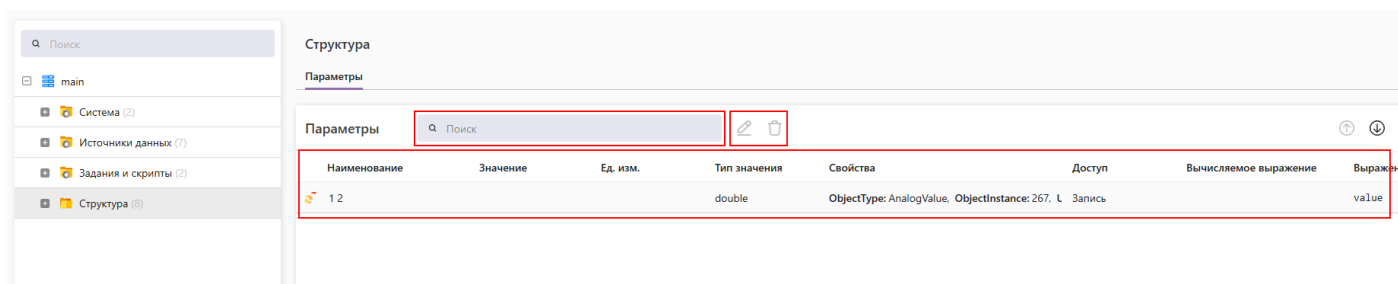 Поиск
main
Система (2)
Источники данных (7)
Задания и скрипты (2)
Структура (8)
Структура
Параметры
Параметры Поиск
Наименование Значение Ед. изм. Тип значения Свойства Доступ Вычисляемое выражение Выражен
1 2 double ObjectType: AnalogValue, ObjectInstance: 267, U Запись value